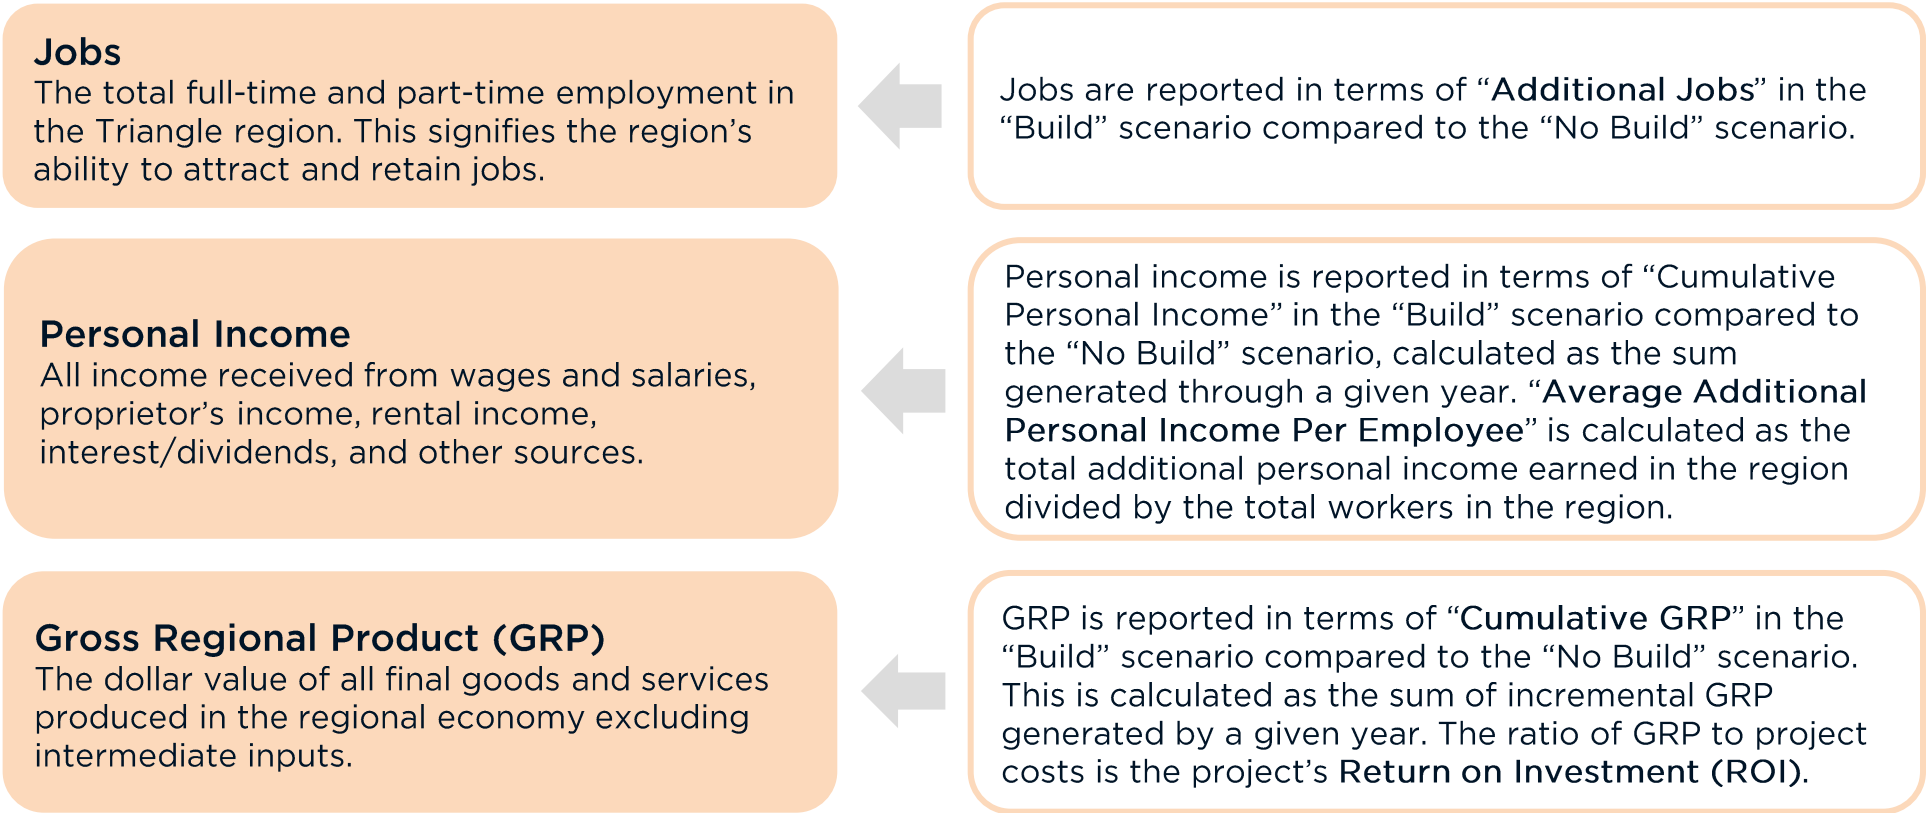 Jobs
The total full-time and part-time employment in
the Triangle region. This signifies the region’s
ability to attract and retain jobs.
Jobs are reported in terms of “Additional Jobs” in the
“Build” scenario compared to the “No Build” scenario.
Personal Income
All income received from wages and salaries,
proprietor’s income, rental income,
interest/dividends, and other sources.
Personal income is reported in terms of “Cumulative
Personal Income” in the “Build” scenario compared to
the “No Build” scenario, calculated as the sum
generated through a given year. “Average Additional
Personal Income Per Employee” is calculated as the
total additional personal income earned in the region
divided by the total workers in the region.
Gross Regional Product (GRP)
The dollar value of all final goods and services
produced in the regional economy excluding
intermediate inputs.
GRP is reported in terms of “Cumulative GRP” in the
“Build” scenario compared to the “No Build” scenario.
This is calculated as the sum of incremental GRP
generated by a given year. The ratio of GRP to project
costs is the project’s Return on Investment (ROI).